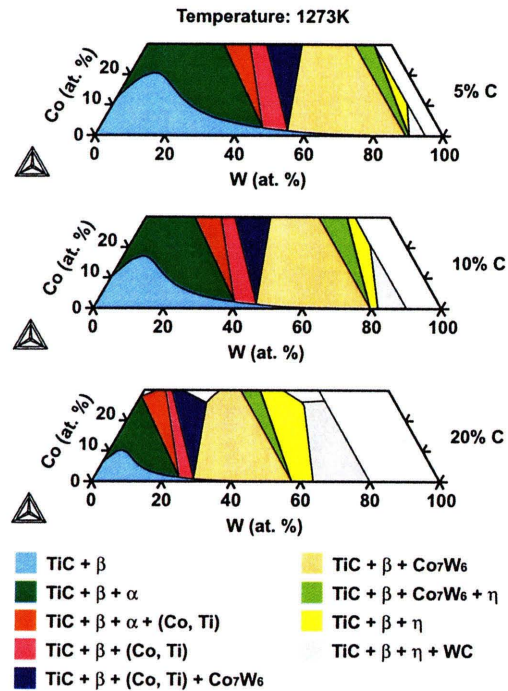 Temperature: 1273K
Co (at. %)
20
10
0
0 20 40 60 80 100
W (at. %)
5% C
Co (at. %)
20
10
0
0 20 40 60 80 100
W (at. %)
10% C
Co (at. %)
20
10
0
0 20 40 60 80 100
W (at. %)
20% C
TiC + β
TiC + β + α
TiC + β + α + (Co, Ti)
TiC + β + (Co, Ti)
TiC + β + (Co, Ti) + Co₇W₆
TiC + β + Co₇W₆
TiC + β + Co₇W₆ + η
TiC + β + η
TiC + β + η + WC